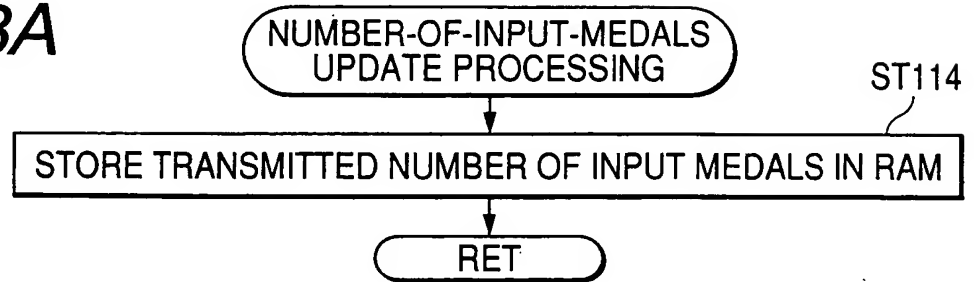 3A
NUMBER-OF-INPUT-MEDALS
UPDATE PROCESSING
ST114
STORE TRANSMITTED NUMBER OF INPUT MEDALS IN RAM
RET